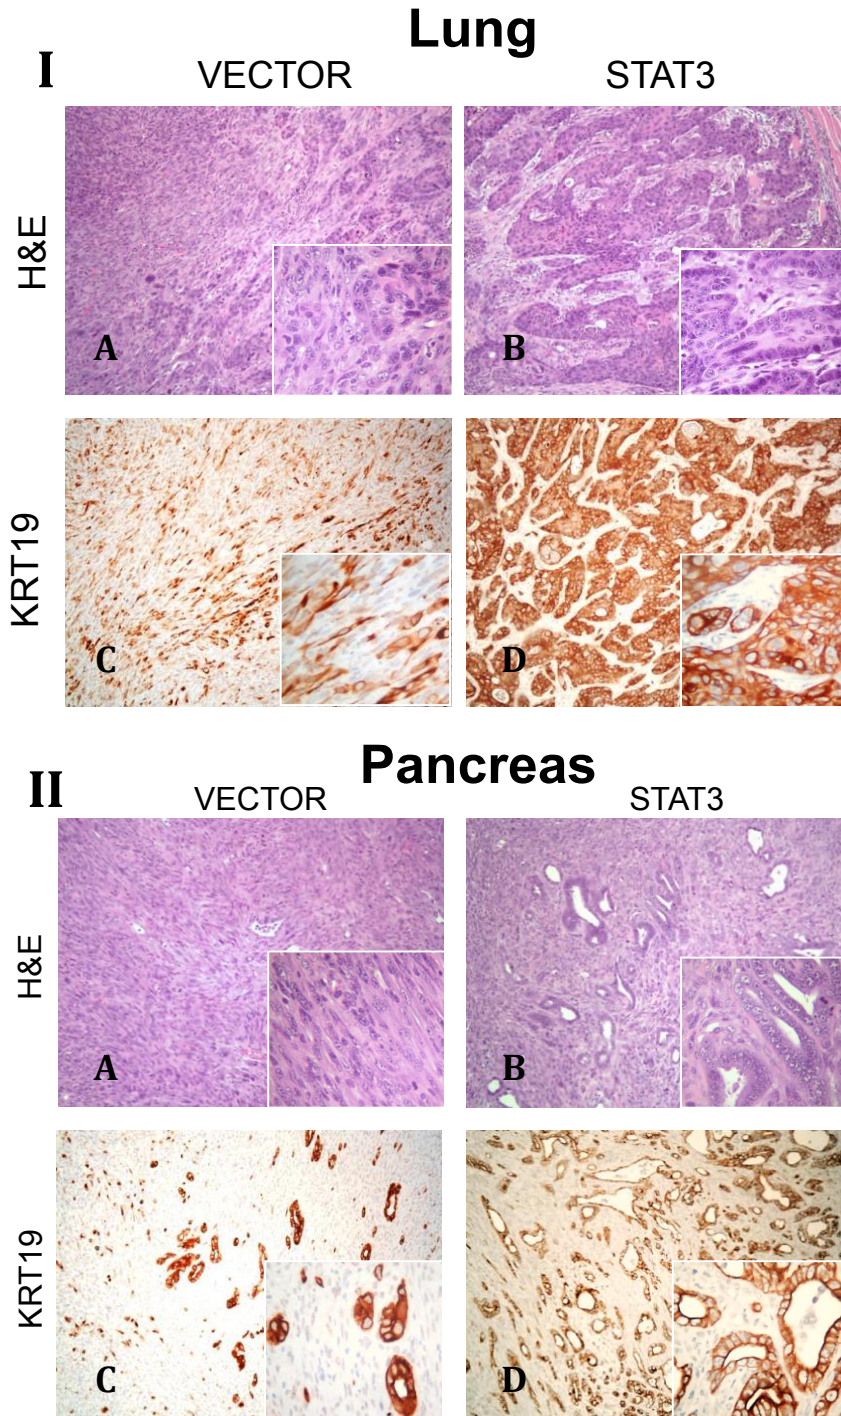 Lung
I
VECTOR STAT3
H&E
A B
KRT19
C D
Pancreas
II
VECTOR STAT3
H&E
A B
KRT19
C D